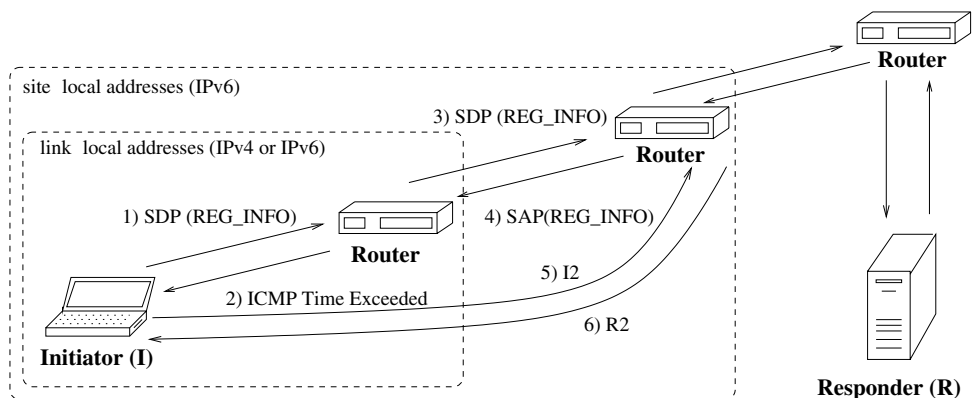 Router
site local addresses (IPv6)
3) SDP (REG_INFO)
link local addresses (IPv4 or IPv6)
Router
1) SDP (REG_INFO)
4) SAP(REG_INFO)
Router
5) I2
2) ICMP Time Exceeded
6) R2
Initiator (I)
Responder (R)